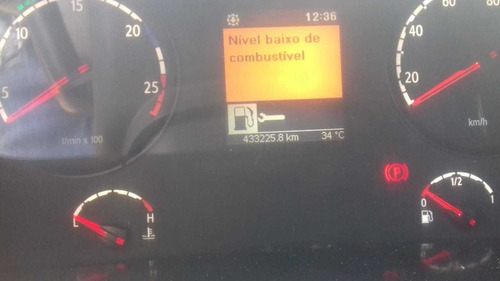 12:36
Nível baixo de
combustível
433225.8 km 34 °C
5 10 15 20 25
l/min x 100
20 40 60 80
km/h
L H
P
0 1/2 1